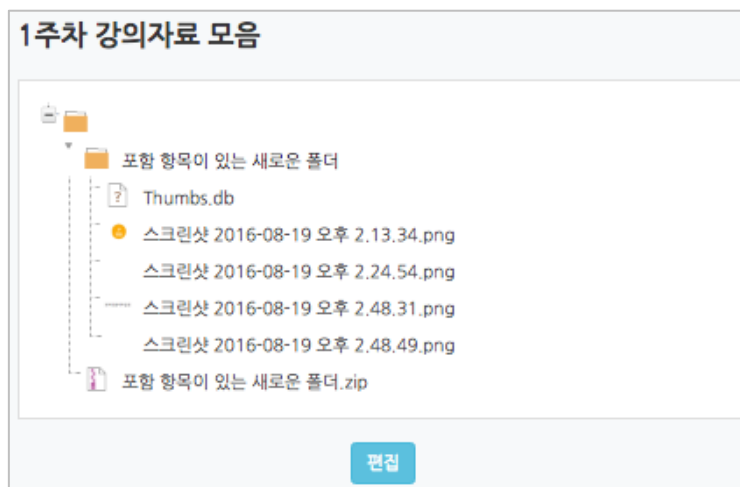 1주차 강의자료 모음
포함 항목이 있는 새로운 폴더
Thumbs.db
스크린샷 2016-08-19 오후 2.13.34.png
스크린샷 2016-08-19 오후 2.24.54.png
스크린샷 2016-08-19 오후 2.48.31.png
스크린샷 2016-08-19 오후 2.48.49.png
포함 항목이 있는 새로운 폴더.zip
편집